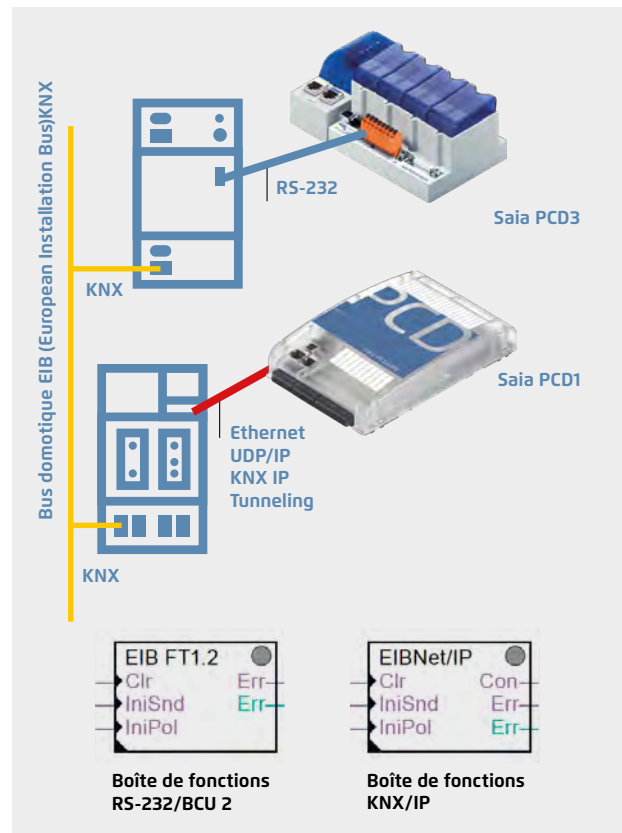 Bus domotique EIB (European Installation Bus)KNX
RS-232
Saia PCD3
KNX
PCD
Saia PCD1
Ethernet
UDP/IP
KNX IP
Tunneling
KNX
EIB FT1.2
Clr Err
IniSnd Err
IniPol
EIBNet/IP
Clr Con
IniSnd Err
IniPol Err
Boîte de fonctions
RS-232/BCU 2
Boîte de fonctions
KNX/IP